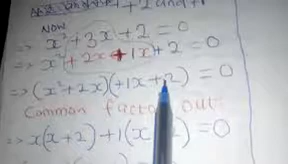 NOW
=> x² + 3x + 2 = 0
=> x² + 2x + 1x + 2 = 0
=> (x² + 2x)(+1x + 2) = 0
Common factor out:
=> x(x + 2) + 1(x 2) = 0